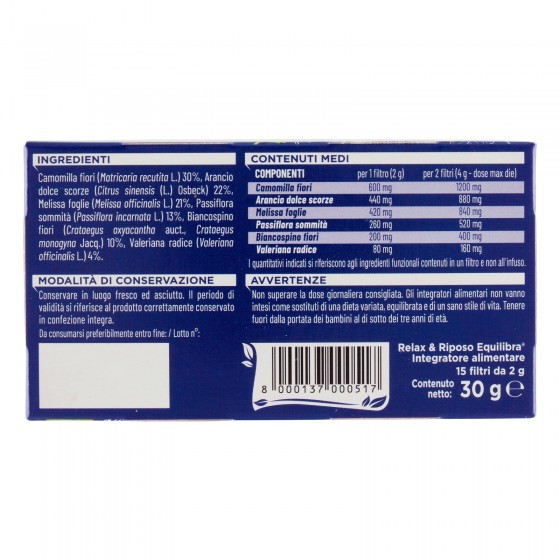 INGREDIENTI
Camomilla fiori (Matricaria recutita L.) 30%, Arancio
dolce scorze (Citrus sinensis (L.) Osbeck) 22%,
Melissa foglie (Melissa officinalis L.) 21%, Passiflora
sommità (Passiflora incarnata L.) 13%, Biancospino
fiori (Crataegus oxyacantha auct., Crataegus
monogyna Jacq.) 10%, Valeriana radice (Valeriana
officinalis L.) 4%.
MODALITÀ DI CONSERVAZIONE
Conservare in luogo fresco ed asciutto. Il periodo di
validità si riferisce al prodotto correttamente conservato
in confezione integra.
Da consumarsi preferibilmente entro fine: / Lotto n°:
CONTENUTI MEDI
COMPONENTI per 1 filtro (2 g) per 2 filtri (4 g - dose max die)
Camomilla fiori 600 mg 1200 mg
Arancio dolce scorze 440 mg 880 mg
Melissa foglie 420 mg 840 mg
Passiflora sommità 260 mg 520 mg
Biancospino fiori 200 mg 400 mg
Valeriana radice 80 mg 160 mg
I quantitativi indicati si riferiscono agli ingredienti funzionali contenuti in un filtro e non all'infuso.
AVVERTENZE
Non superare la dose giornaliera consigliata. Gli integratori alimentari non vanno
intesi come sostituti di una dieta variata, equilibrata e di un sano stile di vita. Tenere
fuori dalla portata dei bambini al di sotto dei tre anni di età.
8 000137 000517
Relax & Riposo Equilibra®
Integratore alimentare
15 filtri da 2 g
Contenuto
netto: 30 g e